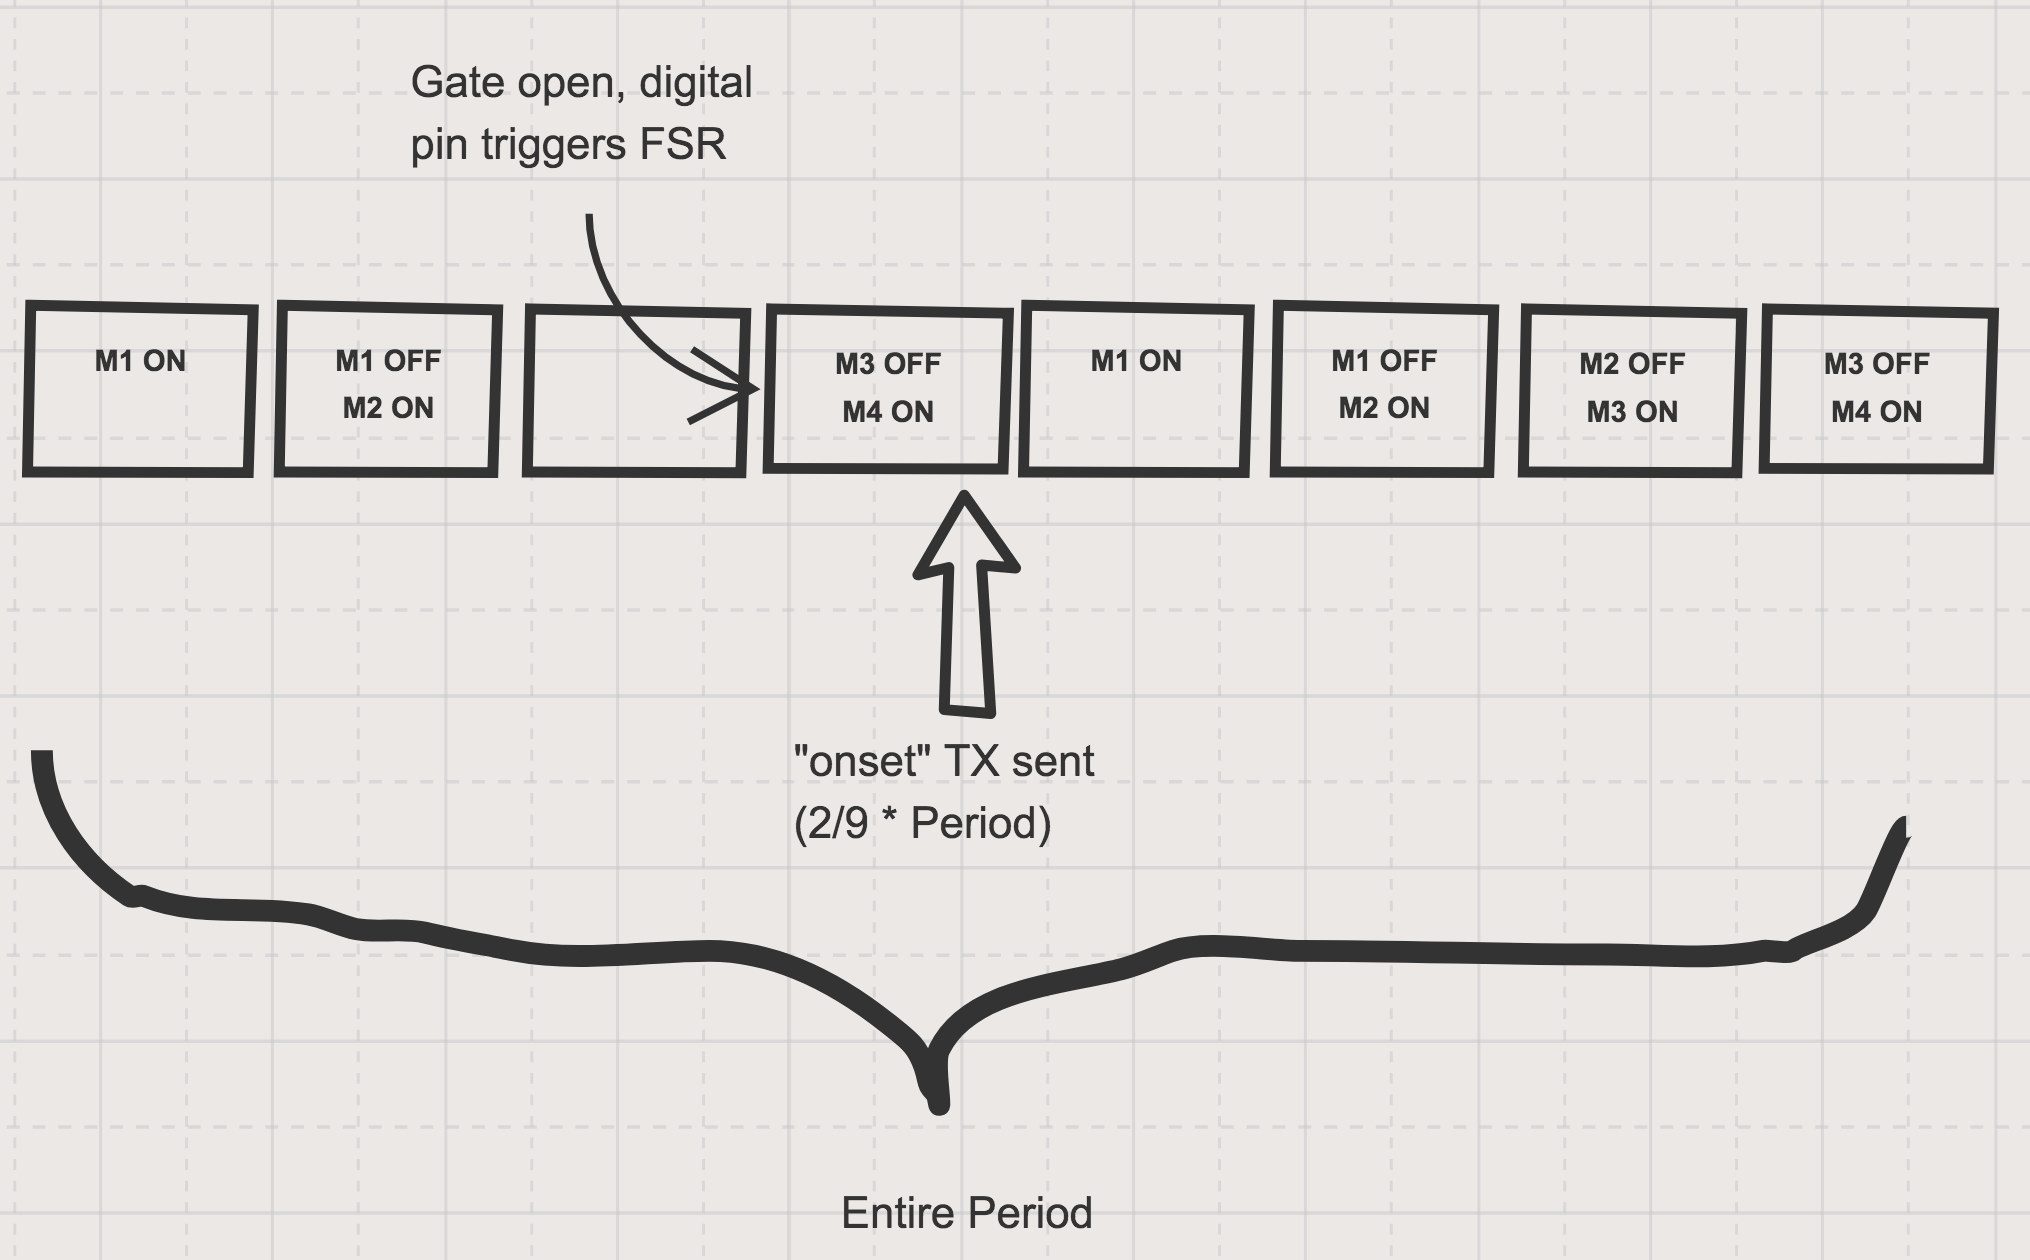 Gate open, digital
pin triggers FSR
M1 ON
M1 OFF
M2 ON
M3 OFF
M4 ON
M1 ON
M1 OFF
M2 ON
M2 OFF
M3 ON
M3 OFF
M4 ON
"onset" TX sent
(2/9 * Period)
Entire Period